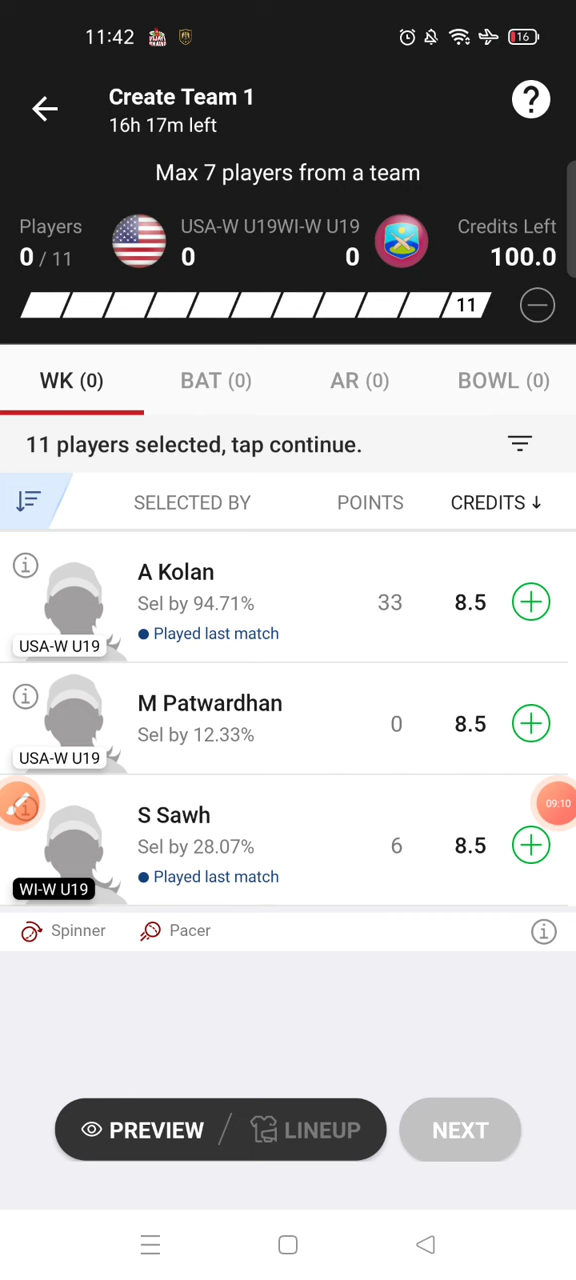 11:42
16
Create Team 1
16h 17m left
?
Max 7 players from a team
Players
USA-W U19
WI-W U19
Credits Left
0 / 11
0
0
100.0
11
WK (0)
BAT (0)
AR (0)
BOWL (0)
11 players selected, tap continue.
SELECTED BY
POINTS
CREDITS ↓
A Kolan
Sel by 94.71%
33
8.5
Played last match
USA-W U19
M Patwardhan
Sel by 12.33%
0
8.5
USA-W U19
09:10
S Sawh
Sel by 28.07%
6
8.5
Played last match
WI-W U19
Spinner
Pacer
PREVIEW
LINEUP
NEXT